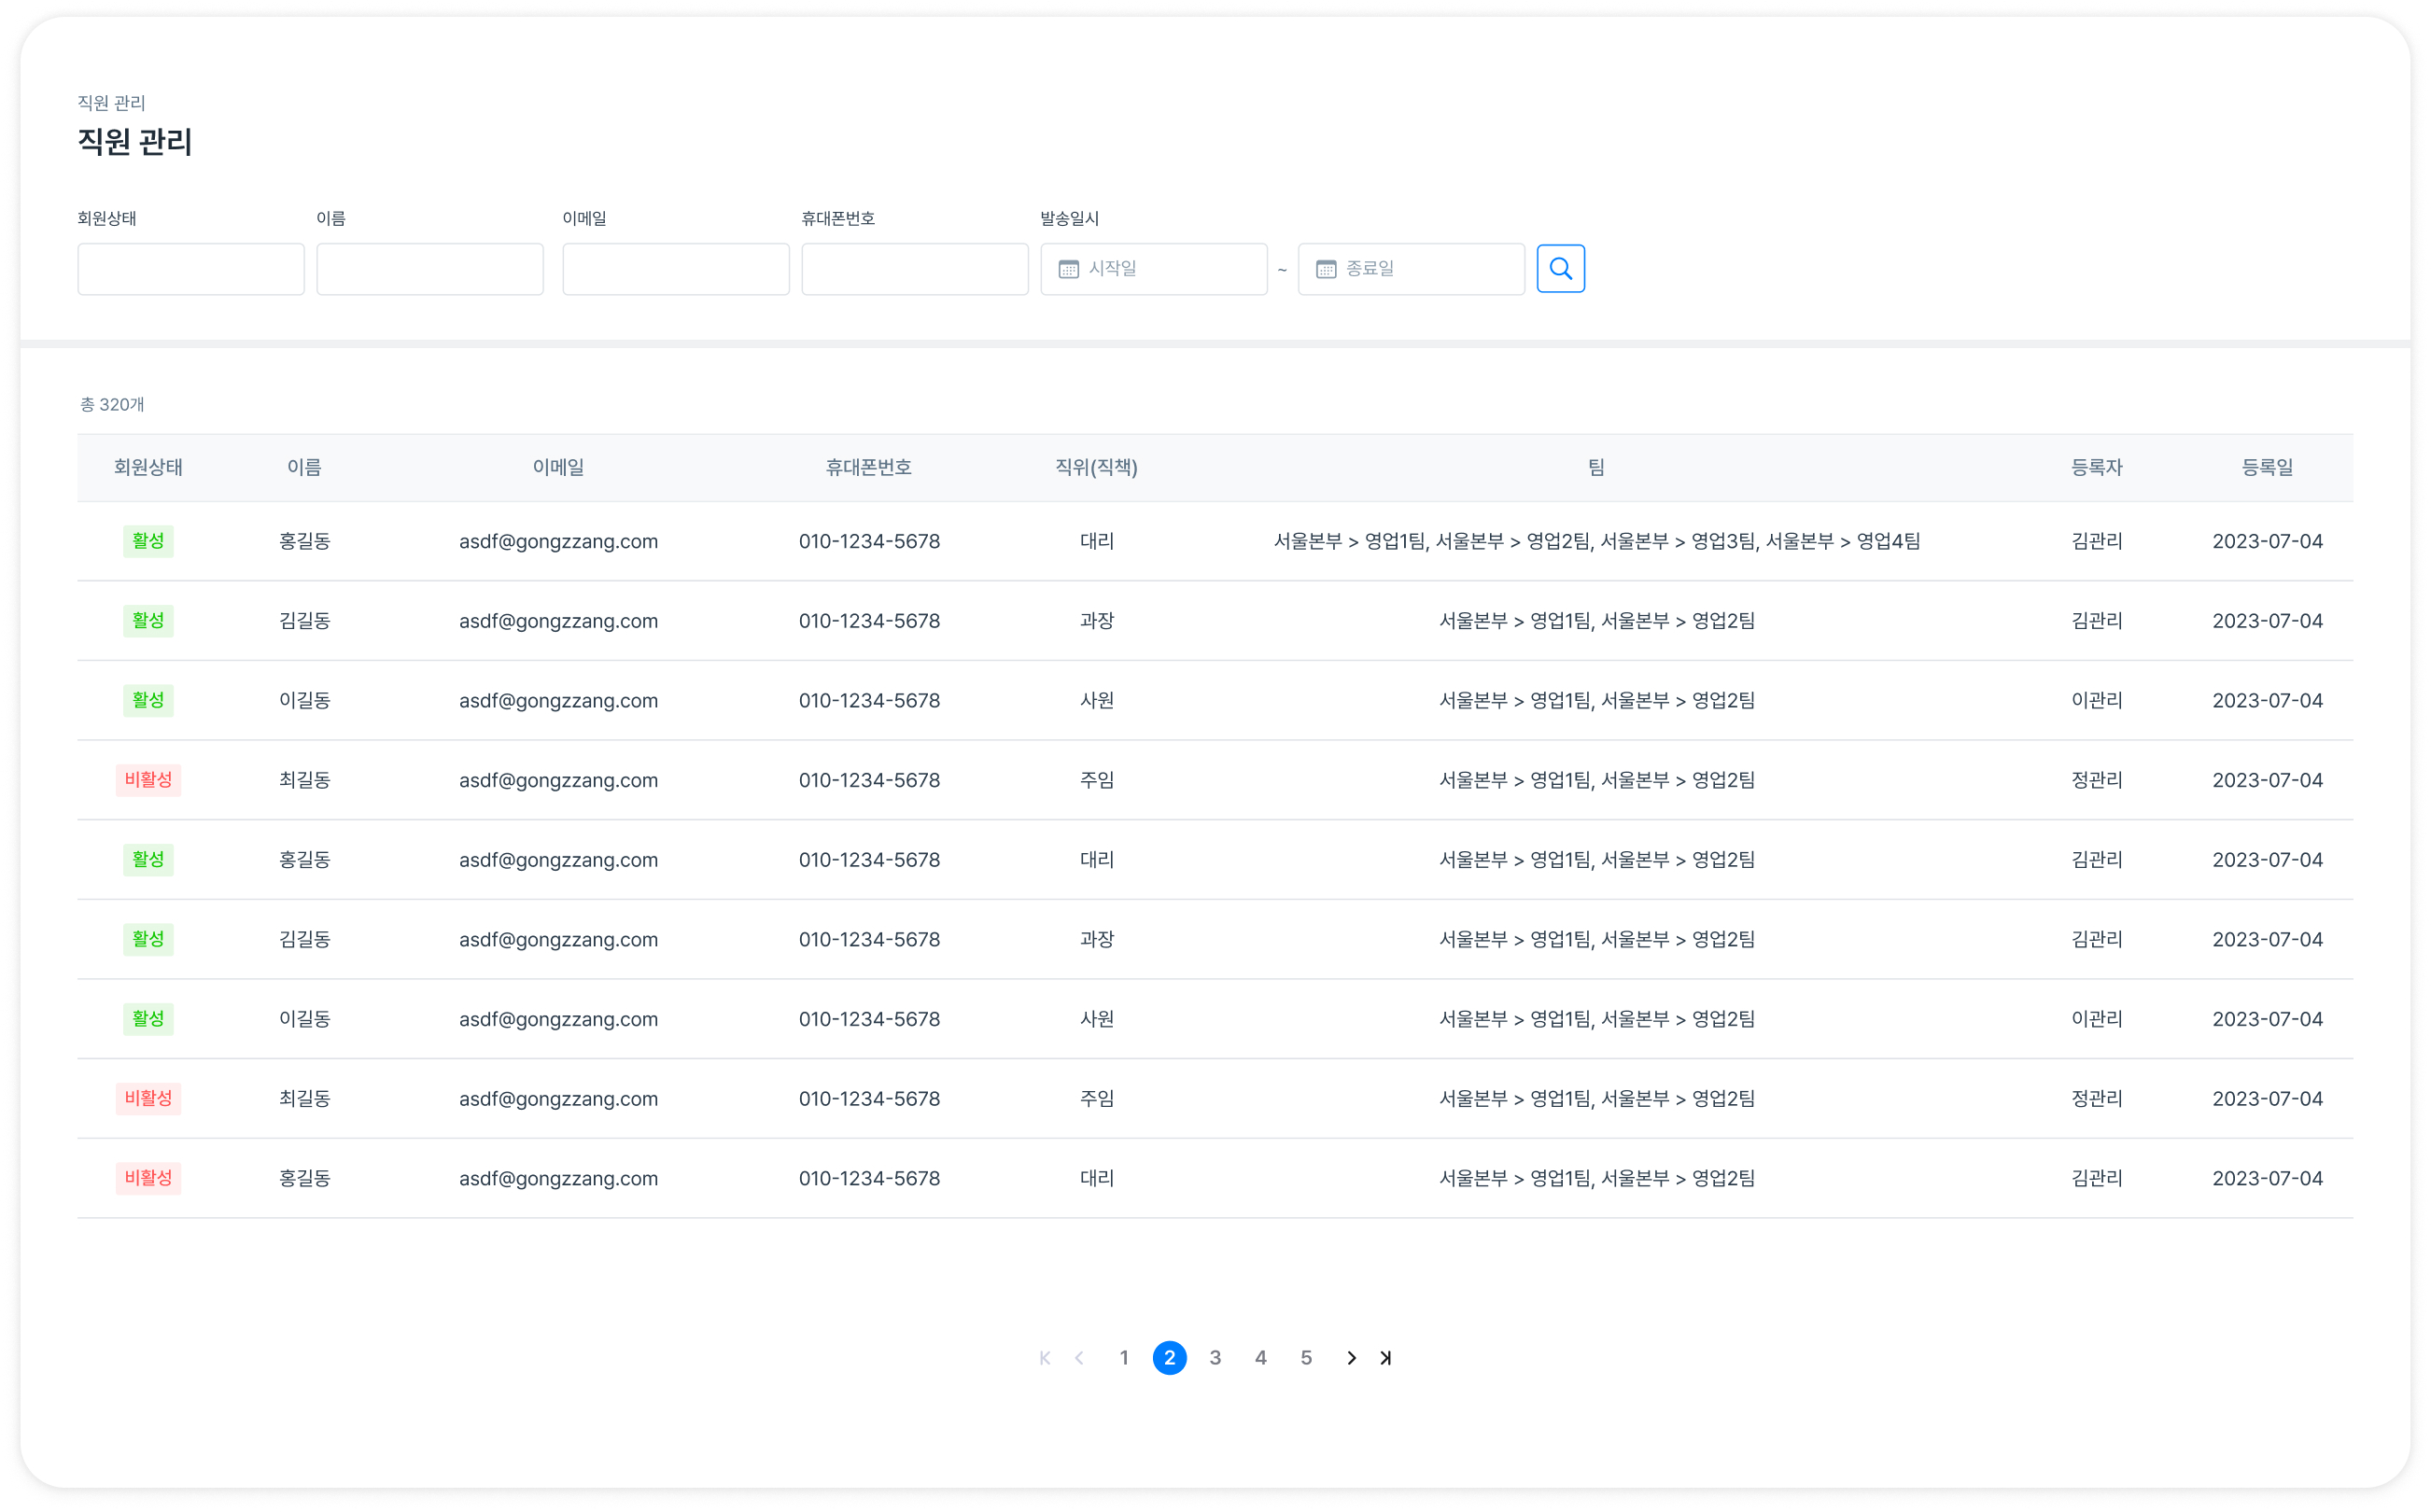 직원 관리
직원 관리
회원상태 이름 이메일 휴대폰번호 발송일시
시작일 ~ 종료일
총 320개
회원상태 이름 이메일 휴대폰번호 직위(직책) 팀 등록자 등록일
활성 홍길동 asdf@gongzzang.com 010-1234-5678 대리 서울본부 > 영업1팀, 서울본부 > 영업2팀, 서울본부 > 영업3팀, 서울본부 > 영업4팀 김관리 2023-07-04
활성 김길동 asdf@gongzzang.com 010-1234-5678 과장 서울본부 > 영업1팀, 서울본부 > 영업2팀 김관리 2023-07-04
활성 이길동 asdf@gongzzang.com 010-1234-5678 사원 서울본부 > 영업1팀, 서울본부 > 영업2팀 이관리 2023-07-04
비활성 최길동 asdf@gongzzang.com 010-1234-5678 주임 서울본부 > 영업1팀, 서울본부 > 영업2팀 정관리 2023-07-04
활성 홍길동 asdf@gongzzang.com 010-1234-5678 대리 서울본부 > 영업1팀, 서울본부 > 영업2팀 김관리 2023-07-04
활성 김길동 asdf@gongzzang.com 010-1234-5678 과장 서울본부 > 영업1팀, 서울본부 > 영업2팀 김관리 2023-07-04
활성 이길동 asdf@gongzzang.com 010-1234-5678 사원 서울본부 > 영업1팀, 서울본부 > 영업2팀 이관리 2023-07-04
비활성 최길동 asdf@gongzzang.com 010-1234-5678 주임 서울본부 > 영업1팀, 서울본부 > 영업2팀 정관리 2023-07-04
비활성 홍길동 asdf@gongzzang.com 010-1234-5678 대리 서울본부 > 영업1팀, 서울본부 > 영업2팀 김관리 2023-07-04
1 2 3 4 5